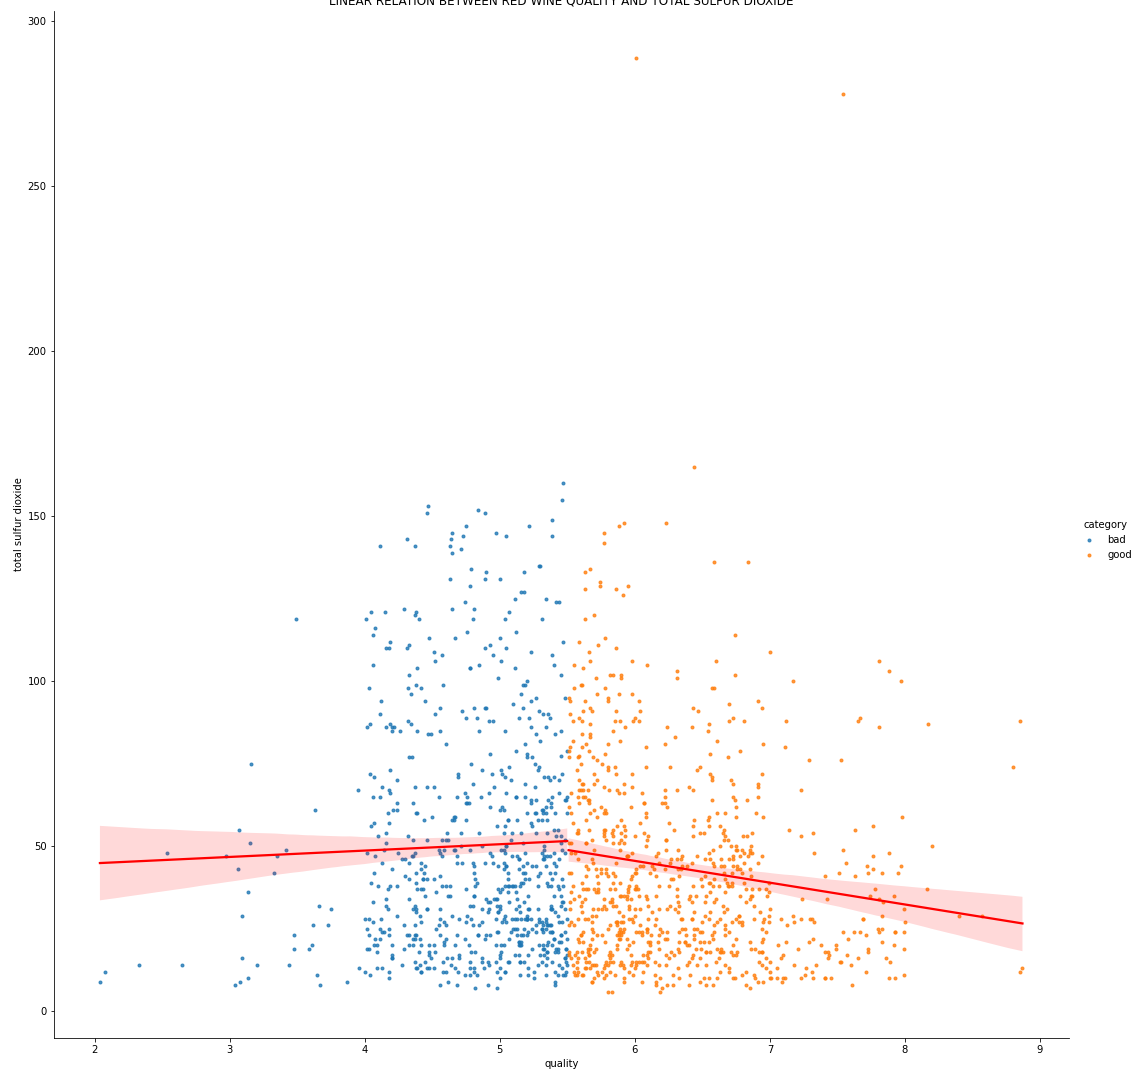 LINEAR RELATION BETWEEN RED WINE QUALITY AND TOTAL SULFUR DIOXIDE
300
250
200
150
100
50
0
total sulfur dioxide
2 3 4 5 6 7 8 9
quality
category
bad
good